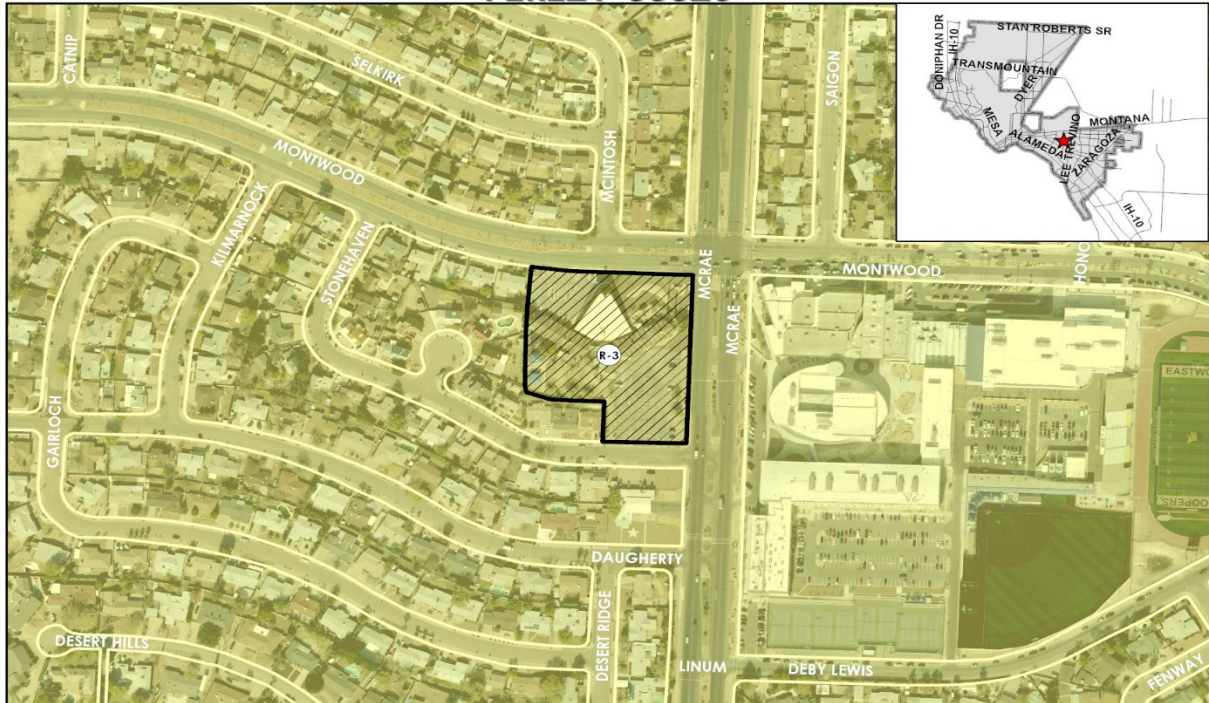 CATNIP
SELKIRK
MCINTOSH
SAIGON
MONTWOOD
KILMARNOCK
STONEHAVEN
MCRAE
MCRAE
MONTWOOD
R-3
GAIRLOCH
EASTWO
OOPERS
DAUGHERTY
DESERT RIDGE
DESERT HILLS
LINUM
DEBY LEWIS
FENWAY
DONIPHAN DR
IH-10
STAN ROBERTS SR
TRANSMOUNTAIN
DYER
MESA
MONTANA
ALAMEDA
LEE TREVINO
ZARAGOZA
IH-10